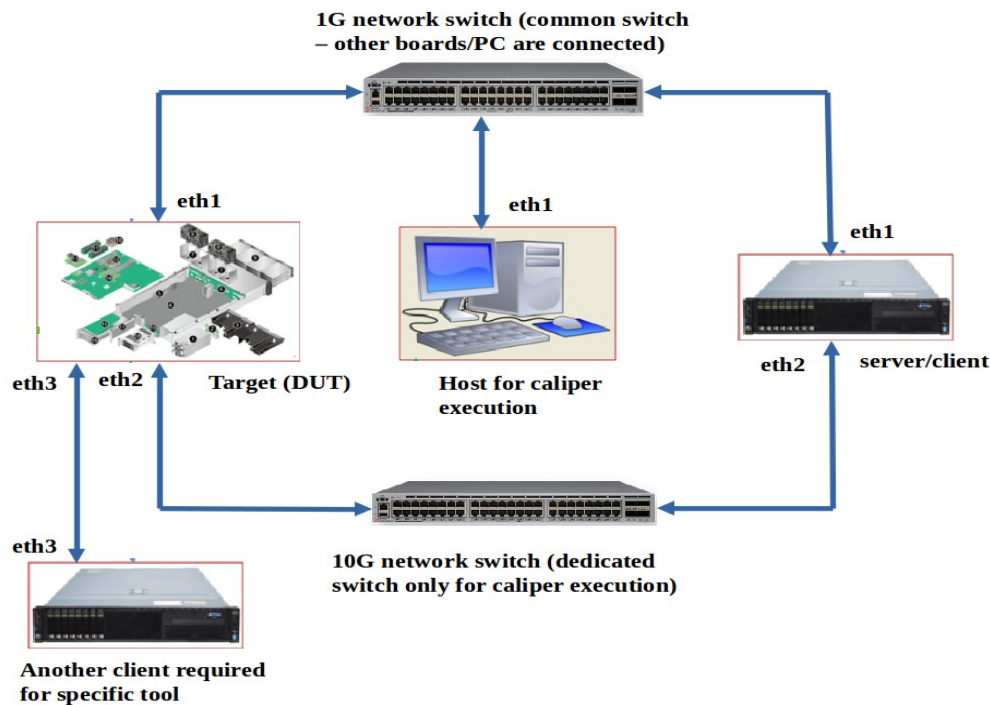 1G network switch (common switch
– other boards/PC are connected)
eth1
eth1
eth1
eth3
eth2
Target (DUT)
Host for caliper
execution
eth2
server/client
eth3
10G network switch (dedicated
switch only for caliper execution)
Another client required
for specific tool